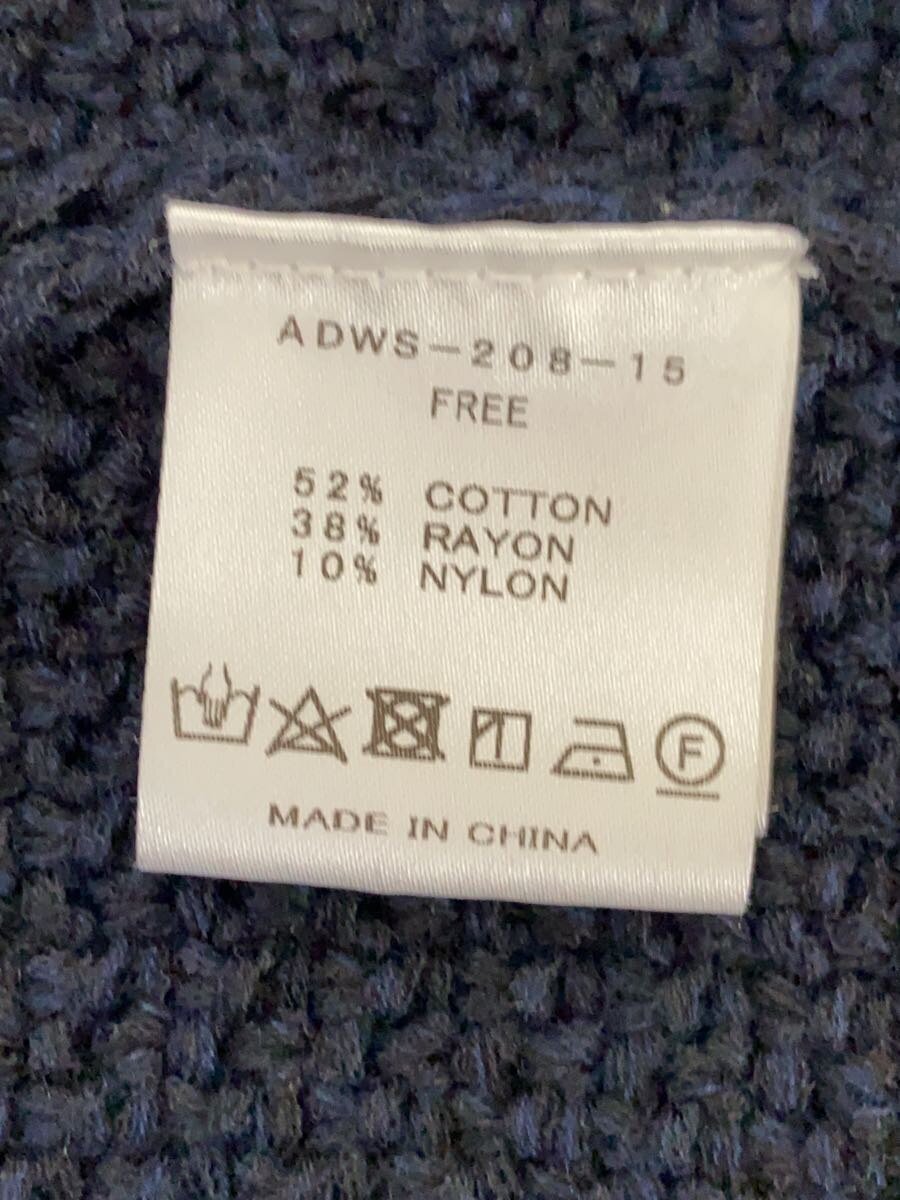 ADWS-208-15
FREE
52% COTTON
38% RAYON
10% NYLON
F
MADE IN CHINA